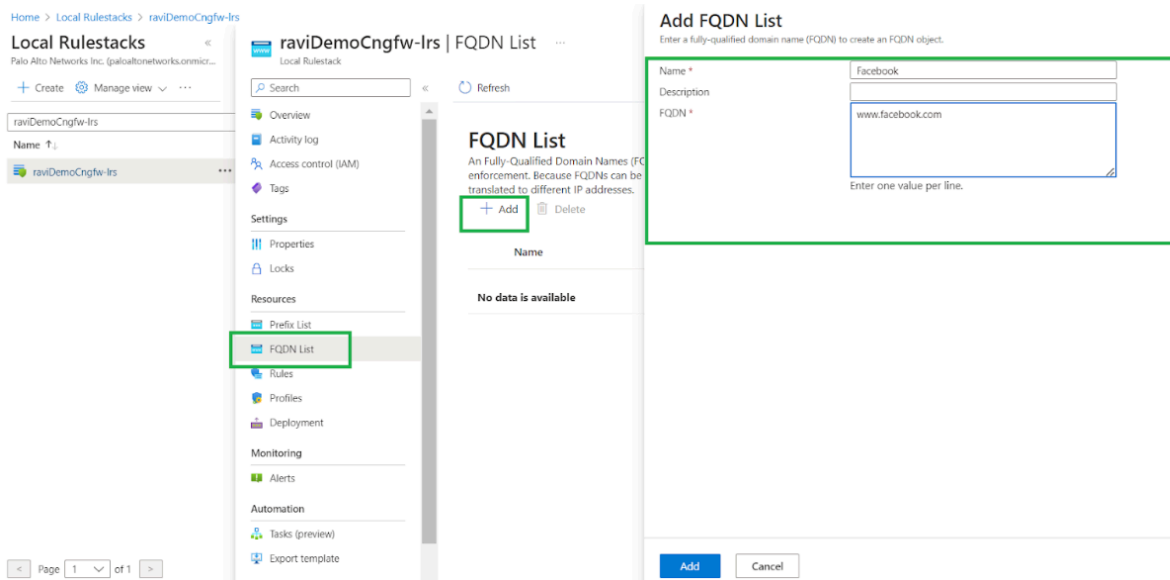 Home > Local Rulestacks > raviDemoCngfw-lrs
Local Rulestacks
Palo Alto Networks Inc. (paloaltonetworks.onmicr...
+ Create
Manage view
...
raviDemoCngfw-lrs
Name ↑↓
raviDemoCngfw-lrs
...
< Page 1 of 1 >
raviDemoCngfw-lrs | FQDN List ...
Local Rulestack
Search
Overview
Activity log
Access control (IAM)
Tags
Settings
Properties
Locks
Resources
Prefix List
FQDN List
Rules
Profiles
Deployment
Monitoring
Alerts
Automation
Tasks (preview)
Export template
Refresh
FQDN List
An Fully-Qualified Domain Names (FC
enforcement. Because FQDNs can be
translated to different IP addresses.
+ Add
Delete
Name
No data is available
Add FQDN List
Enter a fully-qualified domain name (FQDN) to create an FQDN object.
Name *
Facebook
Description
FQDN *
www.facebook.com
Enter one value per line.
Add
Cancel